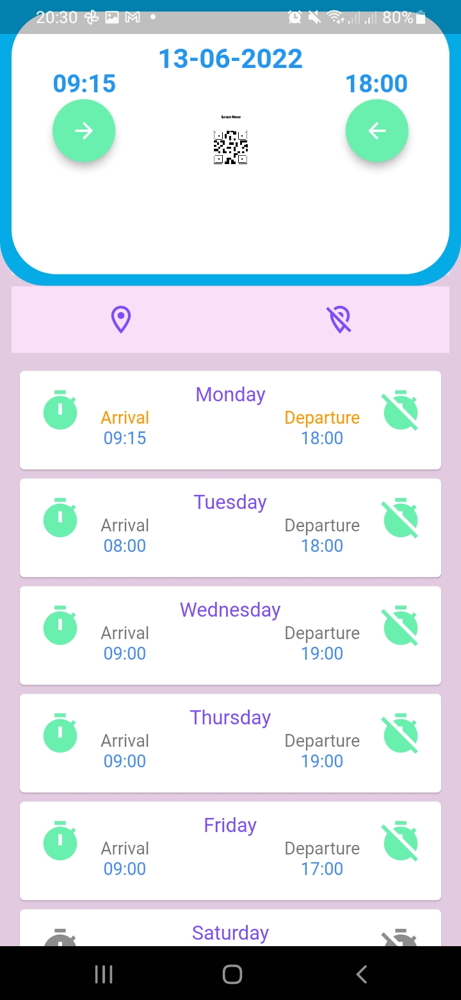 20:30 80%
13-06-2022
09:15 18:00
Scan Now
Monday
Arrival Departure
09:15 18:00
Tuesday
Arrival Departure
08:00 18:00
Wednesday
Arrival Departure
09:00 19:00
Thursday
Arrival Departure
09:00 19:00
Friday
Arrival Departure
09:00 17:00
Saturday